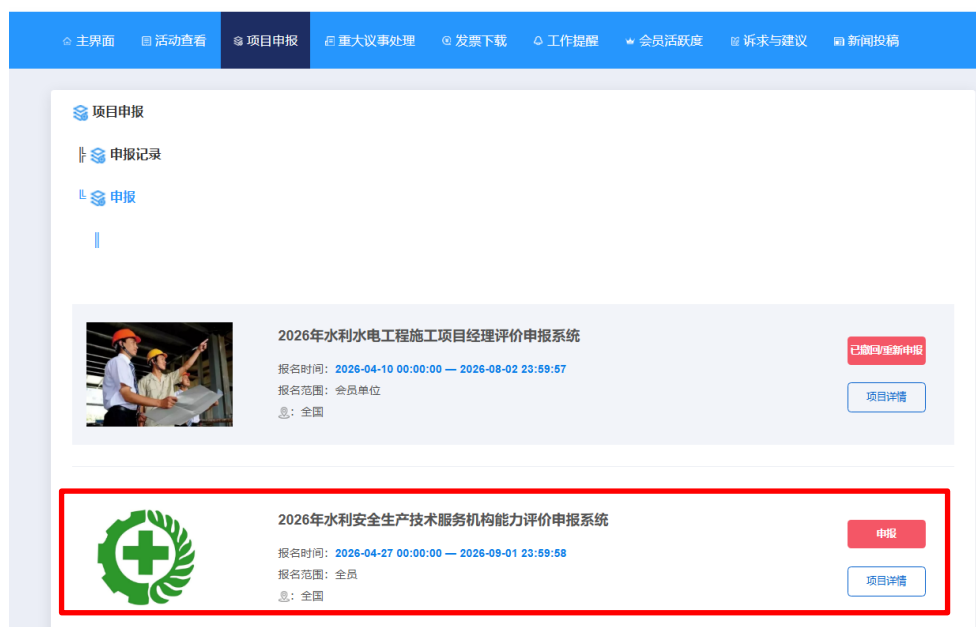 主界面 活动查看 项目申报 重大议事处理 发票下载 工作提醒 会员活跃度 诉求与建议 新闻投稿
项目申报
申报记录
申报
2026年水利水电工程施工项目经理评价申报系统
报名时间：2026-04-10 00:00:00 — 2026-08-02 23:59:57
报名范围：会员单位
：全国
已撤回/重新申报
项目详情
2026年水利安全生产技术服务机构能力评价申报系统
报名时间：2026-04-27 00:00:00 — 2026-09-01 23:59:58
报名范围：全员
：全国
申报
项目详情